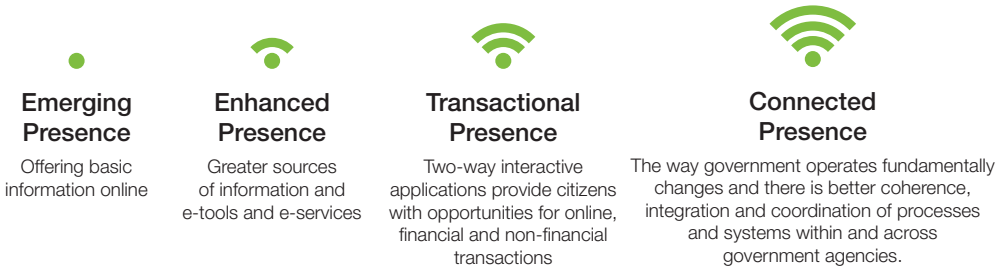 Emerging
Presence
Offering basic
information online
Enhanced
Presence
Greater sources
of information and
e-tools and e-services
Transactional
Presence
Two-way interactive
applications provide citizens
with opportunities for online,
financial and non-financial
transactions
Connected
Presence
The way government operates fundamentally
changes and there is better coherence,
integration and coordination of processes
and systems within and across
government agencies.